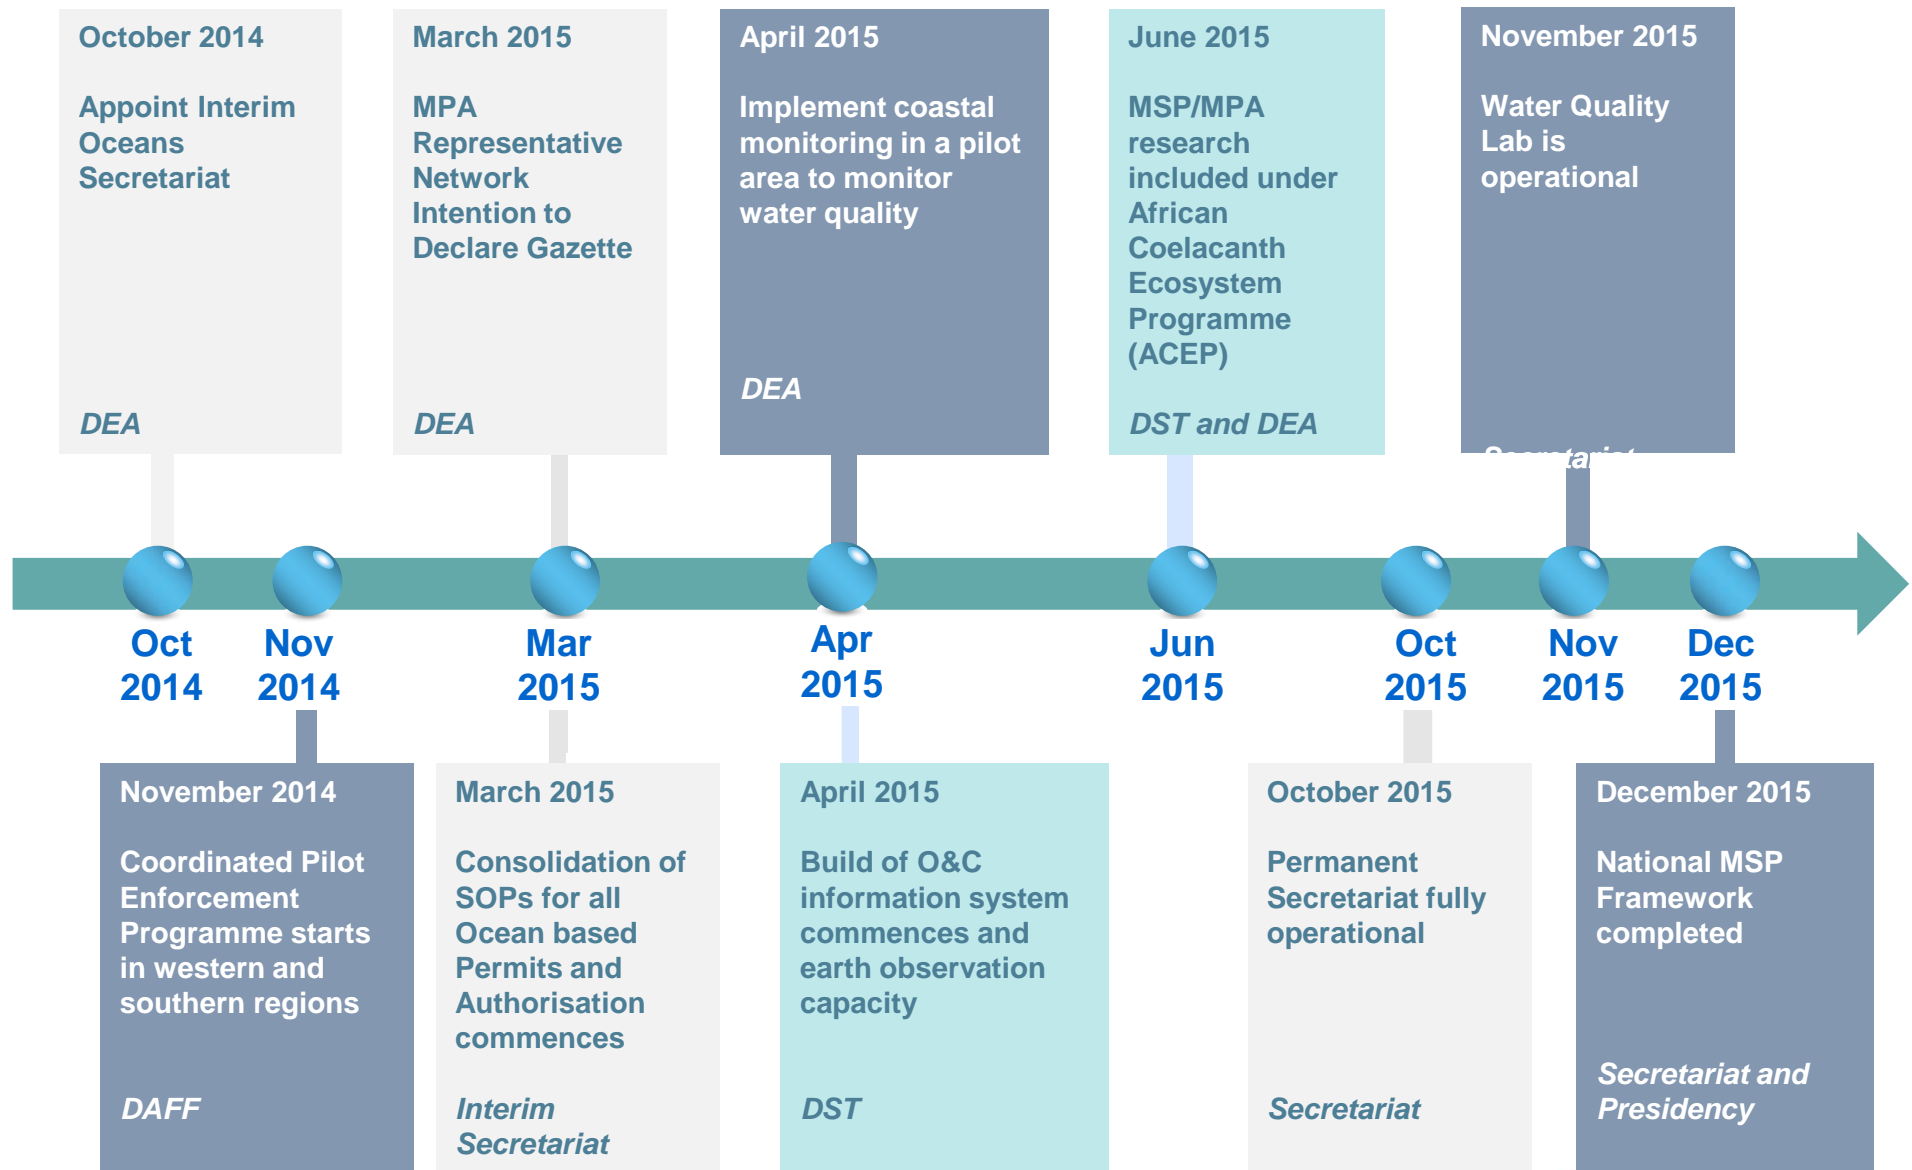 October 2014
Appoint Interim
Oceans
Secretariat
DEA
March 2015
MPA
Representative
Network
Intention to
Declare Gazette
DEA
April 2015
Implement coastal
monitoring in a pilot
area to monitor
water quality
DEA
June 2015
MSP/MPA
research
included under
African
Coelacanth
Ecosystem
Programme
(ACEP)
DST and DEA
November 2015
Water Quality
Lab is
operational
Secretariat
Oct
2014
Nov
2014
Mar
2015
Apr
2015
Jun
2015
Oct
2015
Nov
2015
Dec
2015
November 2014
Coordinated Pilot
Enforcement
Programme starts
in western and
southern regions
DAFF
March 2015
Consolidation of
SOPs for all
Ocean based
Permits and
Authorisation
commences
Interim
Secretariat
April 2015
Build of O&C
information system
commences and
earth observation
capacity
DST
October 2015
Permanent
Secretariat fully
operational
Secretariat
December 2015
National MSP
Framework
completed
Secretariat and
Presidency